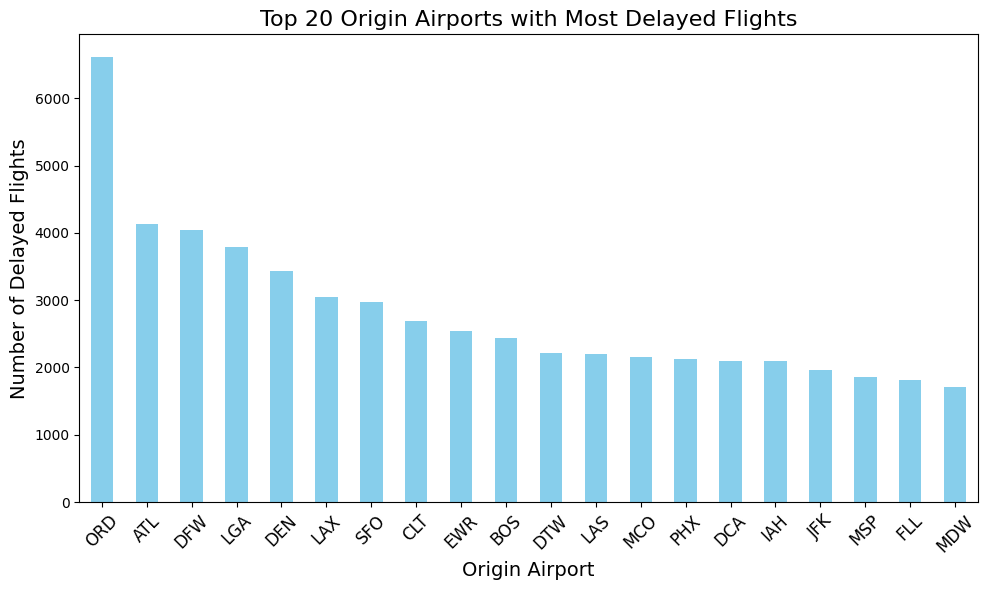 Top 20 Origin Airports with Most Delayed Flights
Number of Delayed Flights
6000
5000
4000
3000
2000
1000
0
ORD
ATL
DFW
LGA
DEN
LAX
SFO
CLT
EWR
BOS
DTW
LAS
MCO
PHX
DCA
IAH
JFK
MSP
FLL
MDW
Origin Airport